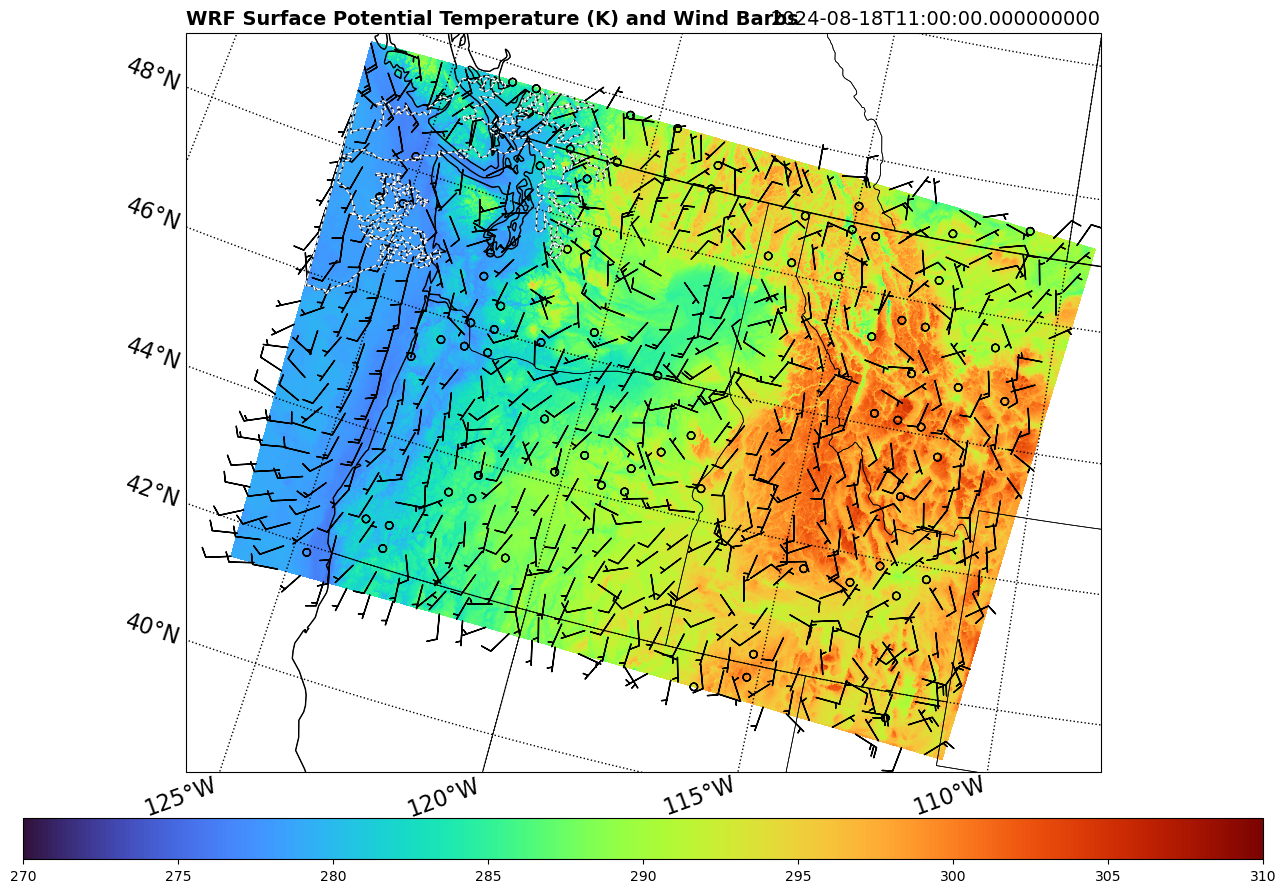 WRF Surface Potential Temperature (K) and Wind Barbs 2024-08-18T11:00:00.000000000
48°N
46°N
44°N
42°N
40°N
125°W 120°W 115°W 110°W
270 275 280 285 290 295 300 305 310